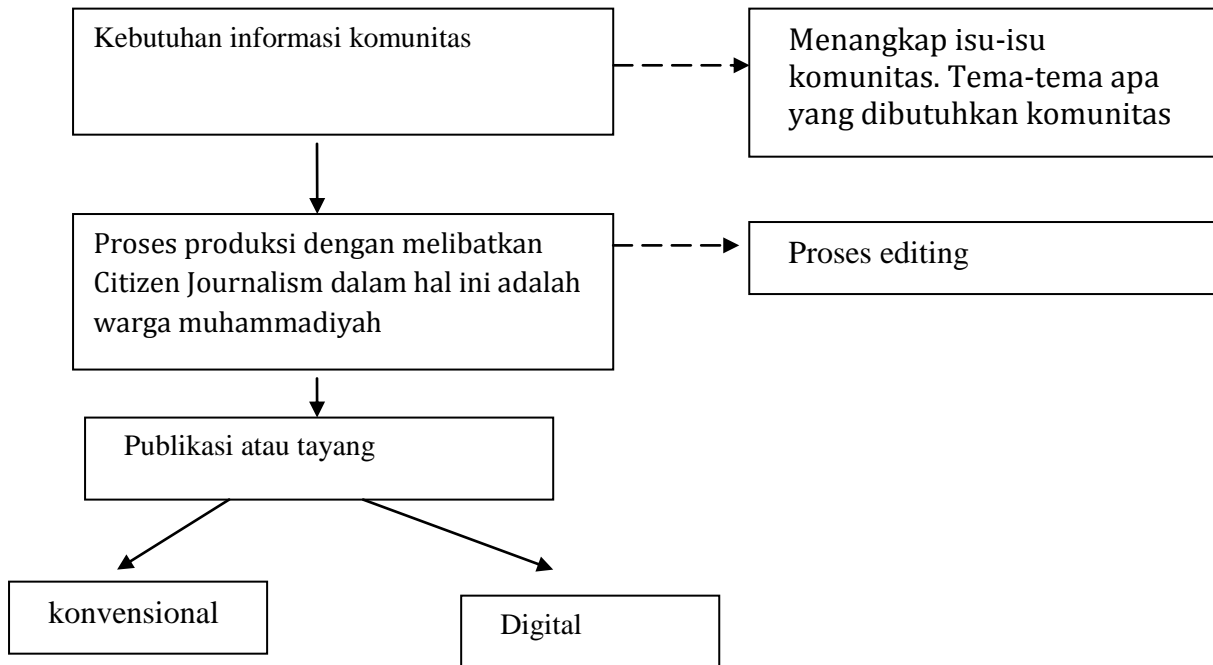 Kebutuhan informasi komunitas
Menangkap isu-isu
komunitas. Tema-tema apa
yang dibutuhkan komunitas
Proses produksi dengan melibatkan
Citizen Journalism dalam hal ini adalah
warga muhammadiyah
Proses editing
Publikasi atau tayang
konvensional
Digital